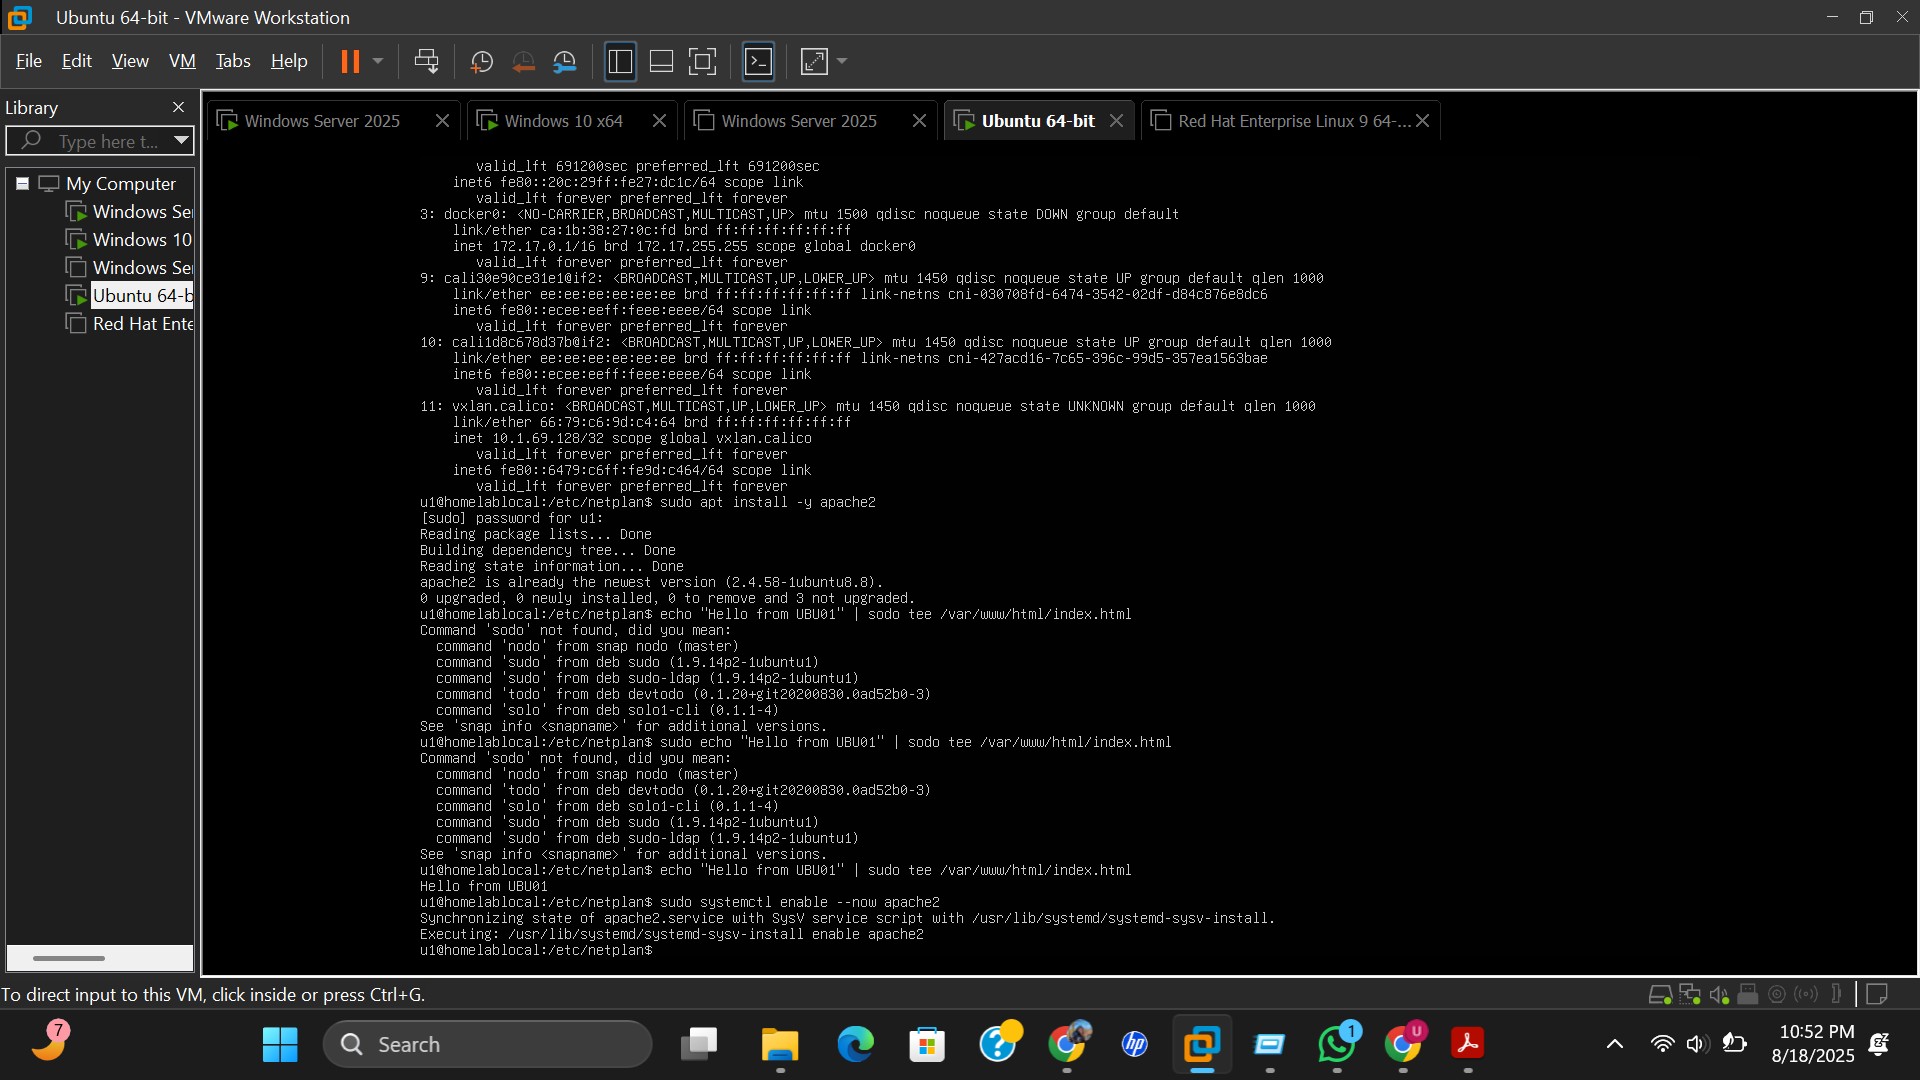 Ubuntu 64-bit - VMware Workstation
File Edit View VM Tabs Help
Library
Type here t...
My Computer
Windows Se
Windows 10
Windows Se
Ubuntu 64-b
Red Hat Ente
Windows Server 2025
Windows 10 x64
Windows Server 2025
Ubuntu 64-bit
Red Hat Enterprise Linux 9 64-...
valid_lft 691200sec preferred_lft 691200sec
inet6 fe80::20c:29ff:fe27:dc1c/64 scope link
valid_lft forever preferred_lft forever
3: docker0: <NO-CARRIER,BROADCAST,MULTICAST,UP> mtu 1500 qdisc noqueue state DOWN group default
link/ether ca:1b:38:27:0c:fd brd ff:ff:ff:ff:ff:ff
inet 172.17.0.1/16 brd 172.17.255.255 scope global docker0
valid_lft forever preferred_lft forever
9: cali30e90ce31e1@if2: <BROADCAST,MULTICAST,UP,LOWER_UP> mtu 1450 qdisc noqueue state UP group default qlen 1000
link/ether ee:ee:ee:ee:ee:ee brd ff:ff:ff:ff:ff:ff link-netns cni-030708fd-6474-3542-02df-d84c876e8dc6
inet6 fe80::ecee:eeff:feee:eeee/64 scope link
valid_lft forever preferred_lft forever
10: cali1d8c678d37b@if2: <BROADCAST,MULTICAST,UP,LOWER_UP> mtu 1450 qdisc noqueue state UP group default qlen 1000
link/ether ee:ee:ee:ee:ee:ee brd ff:ff:ff:ff:ff:ff link-netns cni-427acd16-7c65-396c-99d5-357ea1563bae
inet6 fe80::ecee:eeff:feee:eeee/64 scope link
valid_lft forever preferred_lft forever
11: vxlan.calico: <BROADCAST,MULTICAST,UP,LOWER_UP> mtu 1450 qdisc noqueue state UNKNOWN group default qlen 1000
link/ether 66:79:c6:9d:c4:64 brd ff:ff:ff:ff:ff:ff
inet 10.1.69.128/32 scope global vxlan.calico
valid_lft forever preferred_lft forever
inet6 fe80::6479:c6ff:fe9d:c464/64 scope link
valid_lft forever preferred_lft forever
u1@homelablocal:/etc/netplan$ sudo apt install -y apache2
[sudo] password for u1:
Reading package lists... Done
Building dependency tree... Done
Reading state information... Done
apache2 is already the newest version (2.4.58-1ubuntu8.8).
0 upgraded, 0 newly installed, 0 to remove and 3 not upgraded.
u1@homelablocal:/etc/netplan$ echo "Hello from UBU01" | sodo tee /var/www/html/index.html
Command 'sodo' not found, did you mean:
command 'nodo' from snap nodo (master)
command 'sudo' from deb sudo (1.9.14p2-1ubuntu1)
command 'sudo' from deb sudo-ldap (1.9.14p2-1ubuntu1)
command 'todo' from deb devtodo (0.1.20+git20200830.0ad52b0-3)
command 'solo' from deb solo1-cli (0.1.1-4)
See 'snap info <snapname>' for additional versions.
u1@homelablocal:/etc/netplan$ sudo echo "Hello from UBU01" | sodo tee /var/www/html/index.html
Command 'sodo' not found, did you mean:
command 'nodo' from snap nodo (master)
command 'todo' from deb devtodo (0.1.20+git20200830.0ad52b0-3)
command 'solo' from deb solo1-cli (0.1.1-4)
command 'sudo' from deb sudo (1.9.14p2-1ubuntu1)
command 'sudo' from deb sudo-ldap (1.9.14p2-1ubuntu1)
See 'snap info <snapname>' for additional versions.
u1@homelablocal:/etc/netplan$ echo "Hello from UBU01" | sudo tee /var/www/html/index.html
Hello from UBU01
u1@homelablocal:/etc/netplan$ sudo systemctl enable --now apache2
Synchronizing state of apache2.service with SysV service script with /usr/lib/systemd/systemd-sysv-install.
Executing: /usr/lib/systemd/systemd-sysv-install enable apache2
u1@homelablocal:/etc/netplan$
To direct input to this VM, click inside or press Ctrl+G.
7
Search
hp
1
U
10:52 PM
8/18/2025